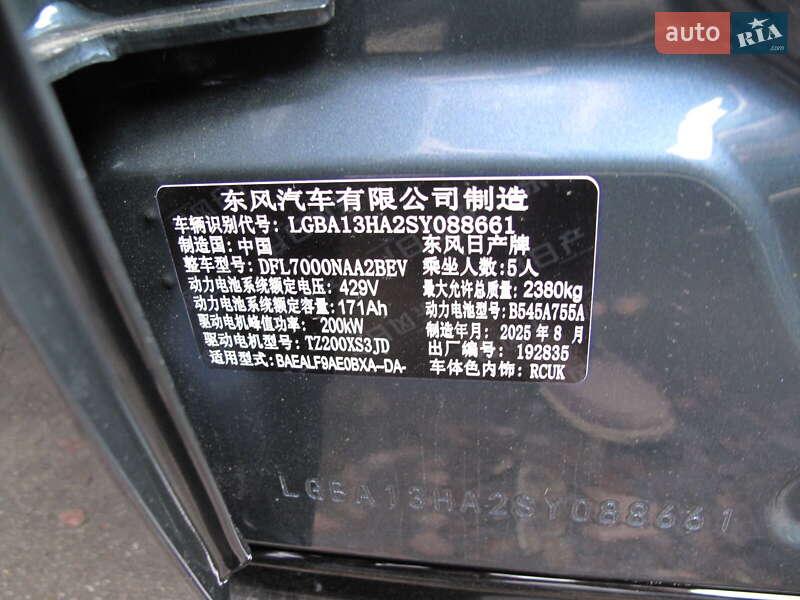 auto RIA.com
东风汽车有限公司制造
车辆识别代号: LGBA13HA2SY088661
制造国: 中国 东风日产牌
整车型号: DFL7000NAA2BEV 乘坐人数: 5人
动力电池系统额定电压: 429V 最大允许总质量: 2380kg
动力电池系统额定容量: 171Ah 动力电池型号: B545A755A
驱动电机峰值功率: 200kW 制造年月: 2025 年 8 月
驱动电机型号: TZ200XS3JD 出厂编号: 192835
适用型式: BAEALF9AE0BXA--DA- 车体色内饰: RCUK
LGBA13HA2SY088661